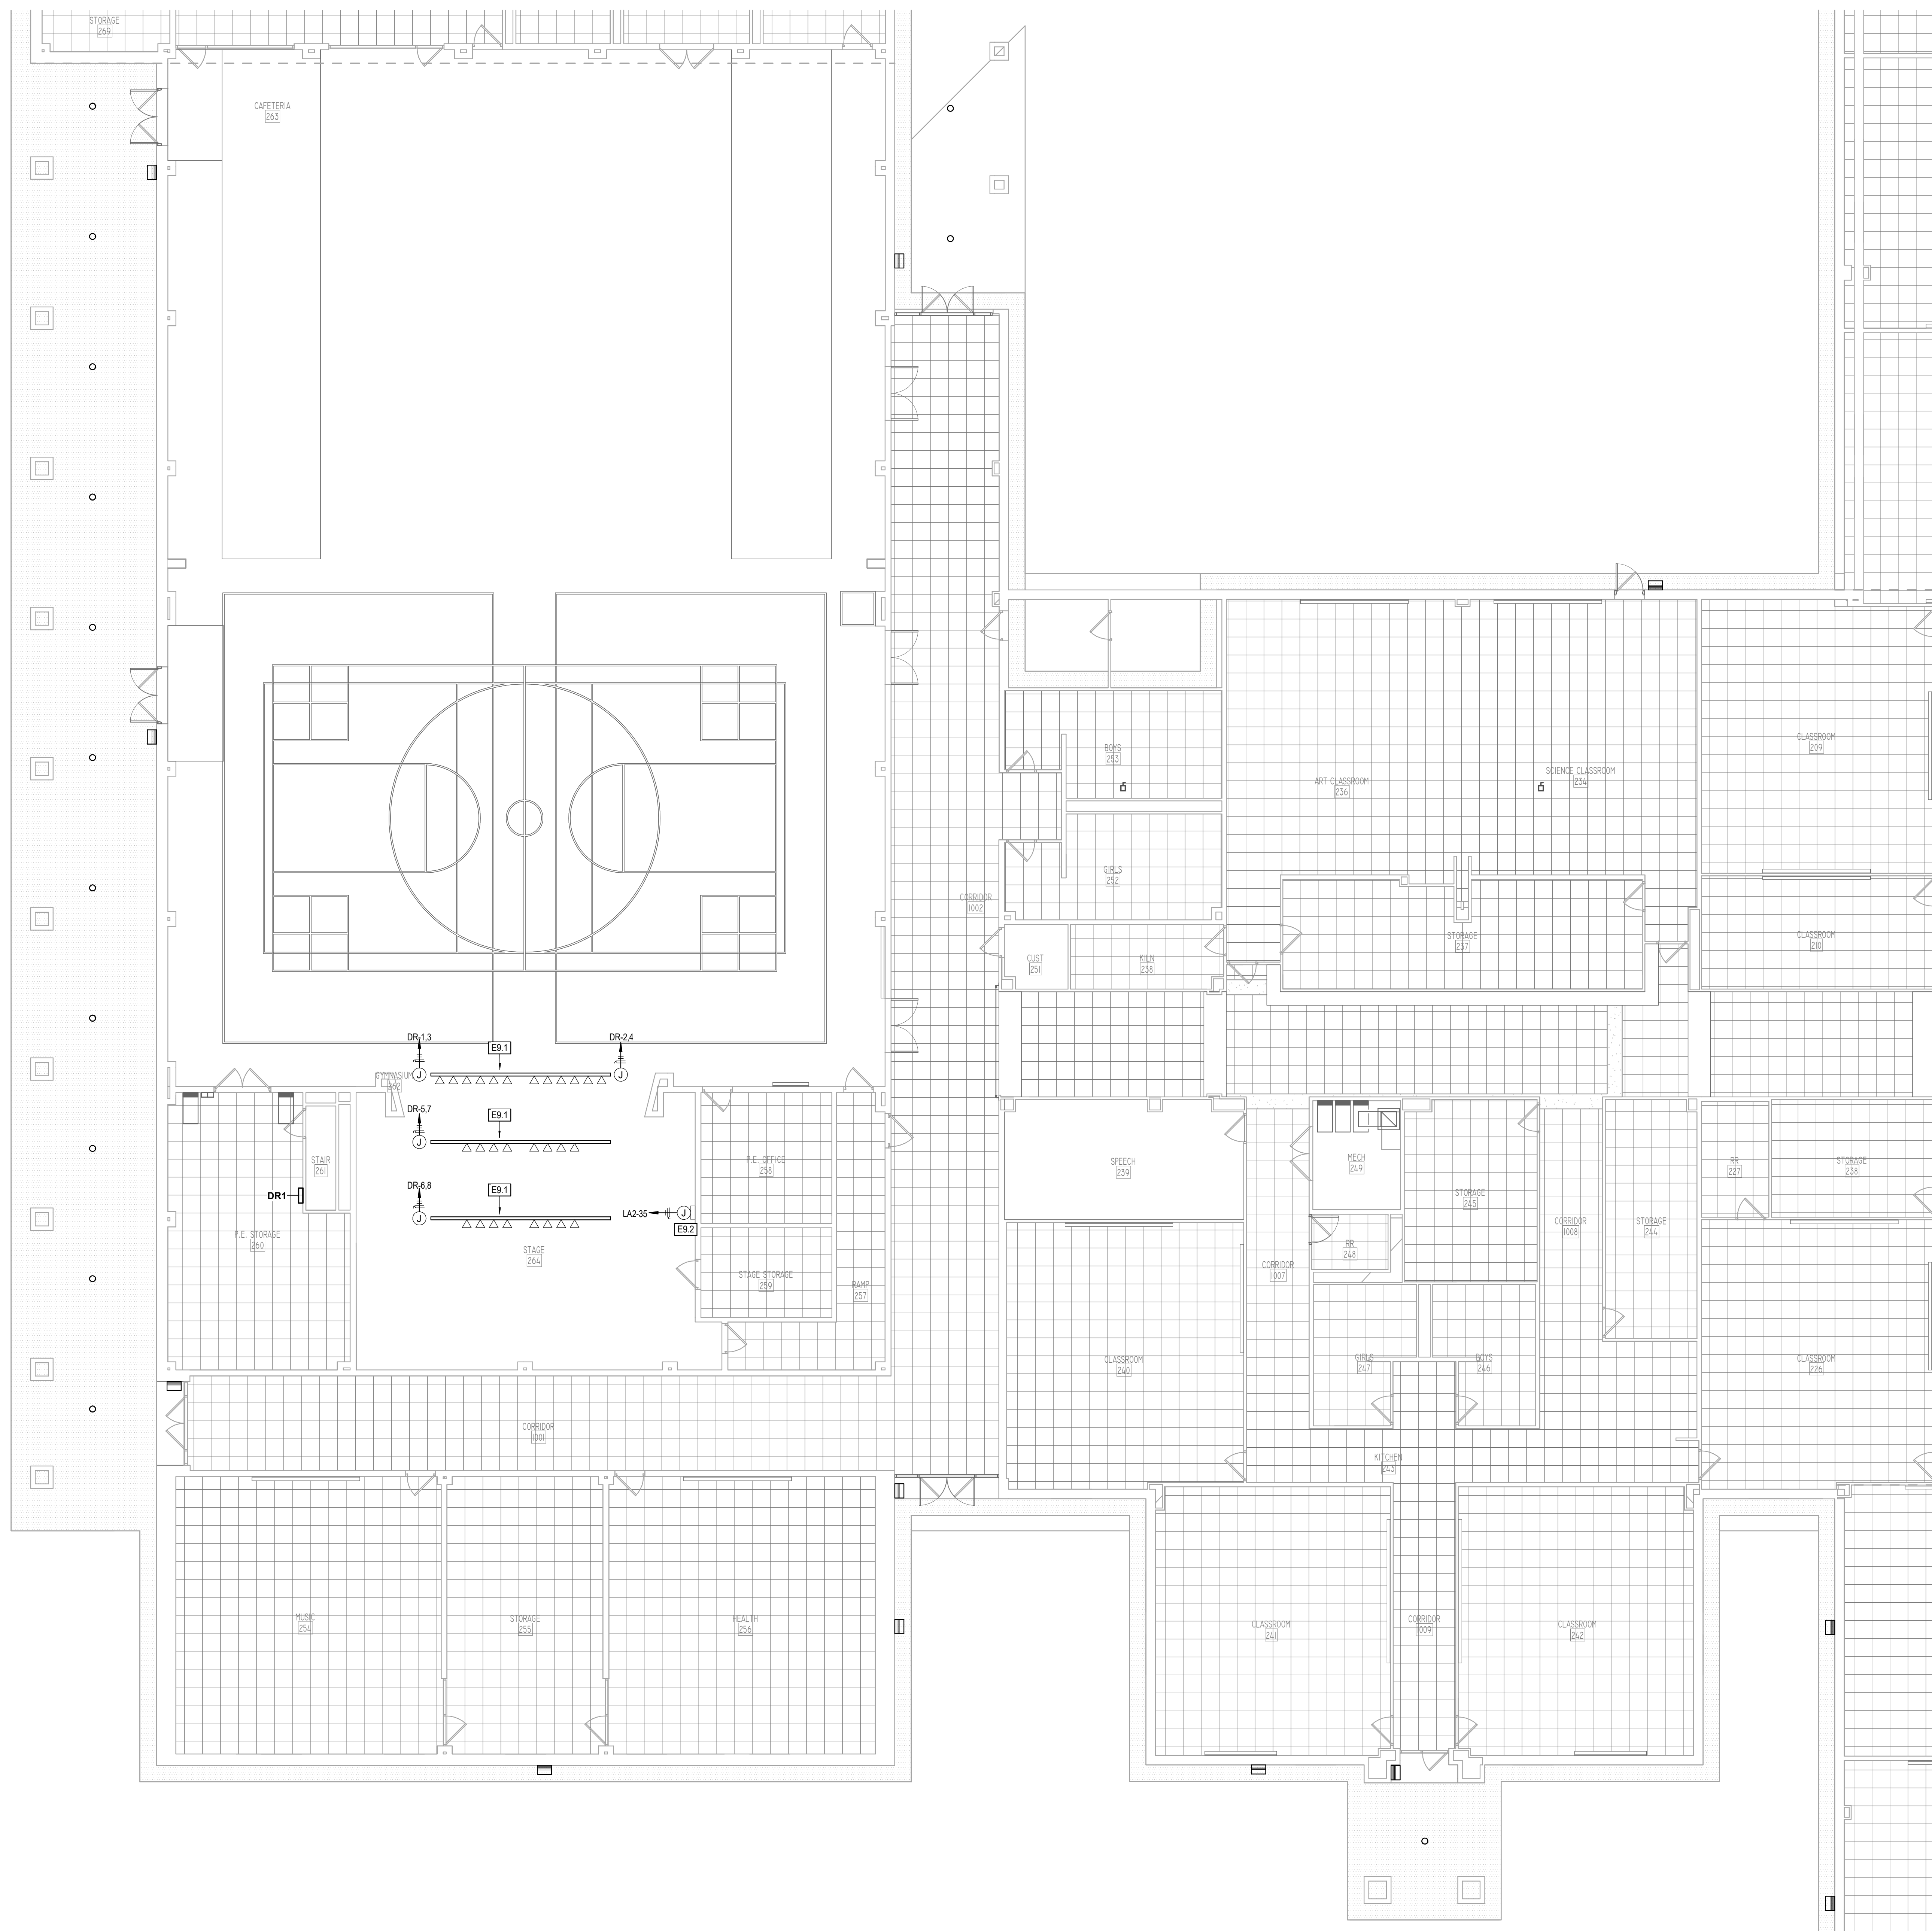 STORAGE
264
CAFETERIA
263
BOYS
253
CLASSROOM
209
ART CLASSROOM
236
SCIENCE CLASSROOM
234
GIRLS
252
CORRIDOR
1002
CLASSROOM
210
STORAGE
237
CUST
251
KILN
238
DR-1,3
E9.1
DR-2,4
J
J
GYMNASIUM
262
DR-5,7
E9.1
J
STAIR
261
P.E. OFFICE
258
SPEECH
239
MECH
249
RR
227
STORAGE
238
DR-6,8
E9.1
DR1
J
LA2-35
J
E9.2
STORAGE
245
CORRIDOR
1008
STORAGE
244
P.E. STORAGE
260
STAGE
264
RR
248
STAGE STORAGE
259
RAMP
257
CORRIDOR
1007
CLASSROOM
240
GIRLS
247
BOYS
246
CLASSROOM
226
CORRIDOR
1001
KITCHEN
243
MUSIC
254
STORAGE
255
HEALTH
256
CLASSROOM
241
CORRIDOR
1009
CLASSROOM
242